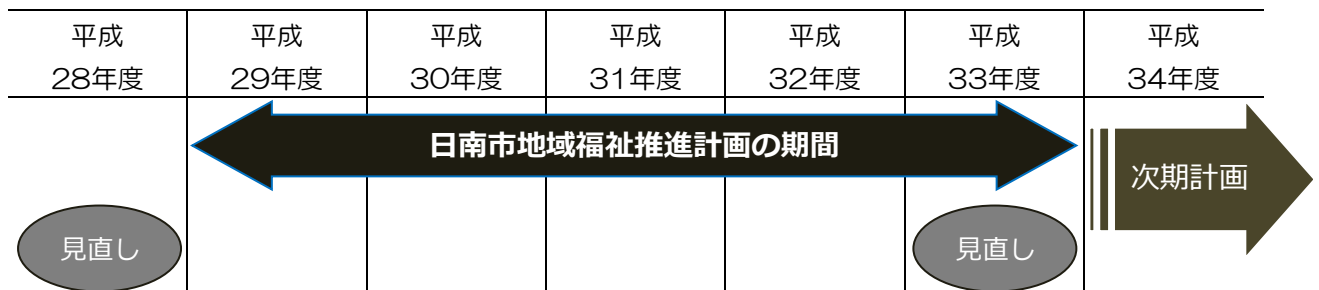 平成 平成 平成 平成 平成 平成 平成
28年度 29年度 30年度 31年度 32年度 33年度 34年度
日南市地域福祉推進計画の期間
次期計画
見直し 見直し